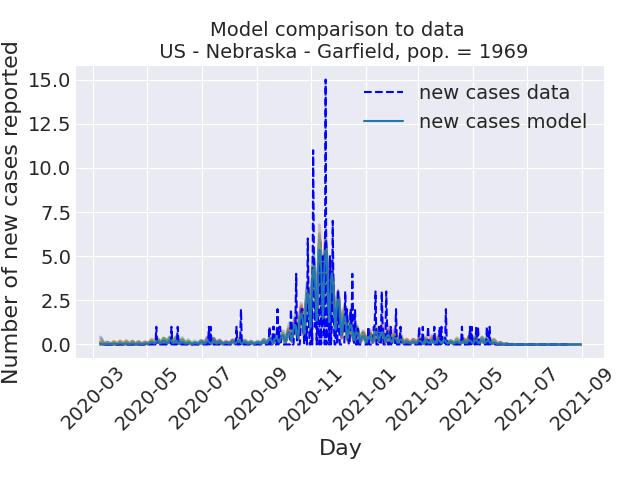 Model comparison to data
US - Nebraska - Garfield, pop. = 1969
Number of new cases reported
15.0
12.5
10.0
7.5
5.0
2.5
0.0
new cases data
new cases model
2020-03
2020-05
2020-07
2020-09
2020-11
2021-01
2021-03
2021-05
2021-07
2021-09
Day